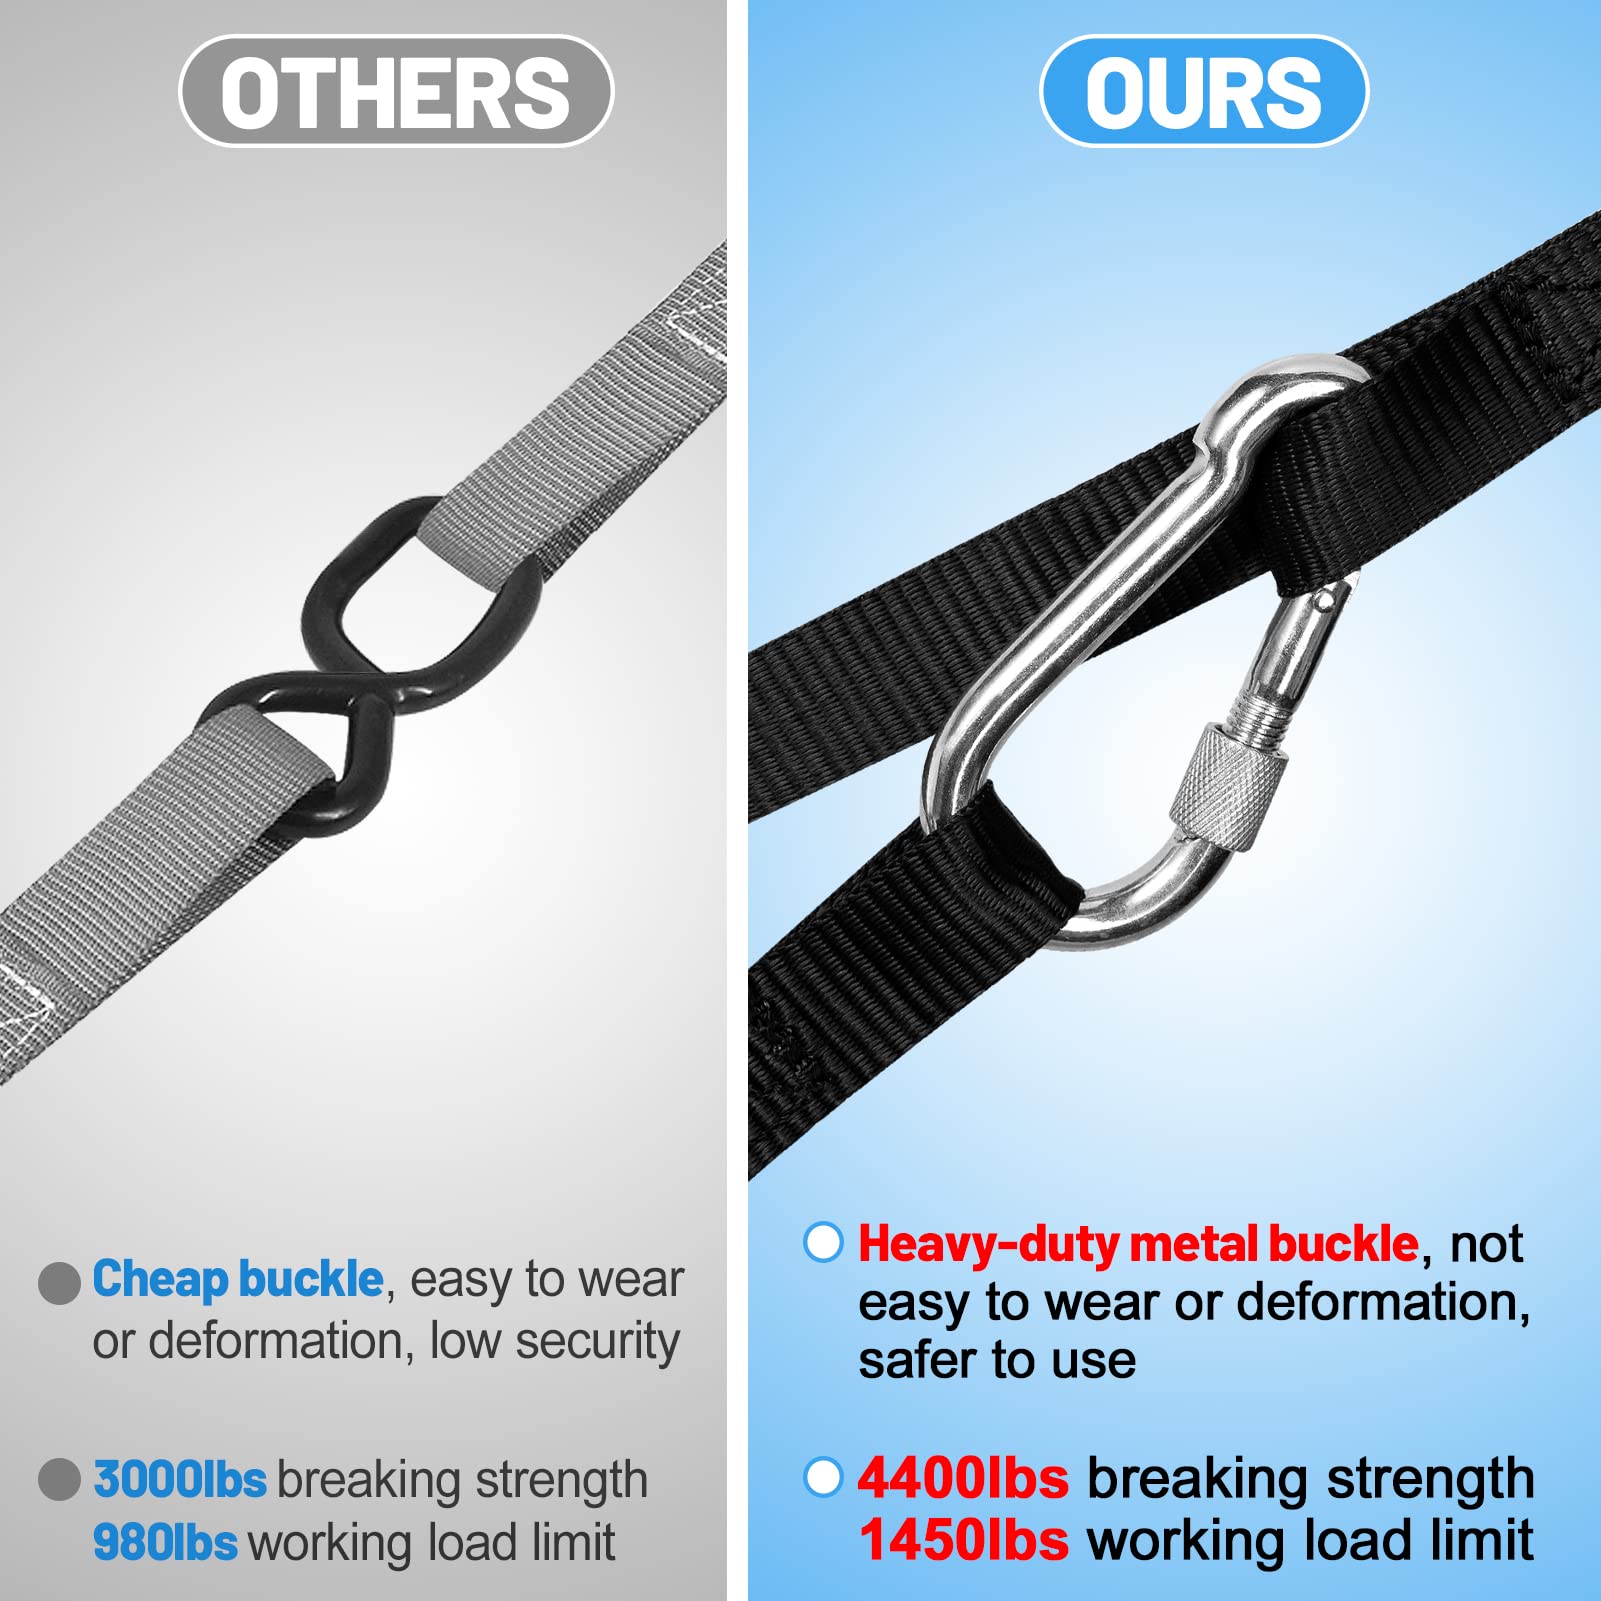 OTHERS
Cheap buckle, easy to wear
or deformation, low security
3000lbs breaking strength
980lbs working load limit
OURS
Heavy-duty metal buckle, not
easy to wear or deformation,
safer to use
4400lbs breaking strength
1450lbs working load limit